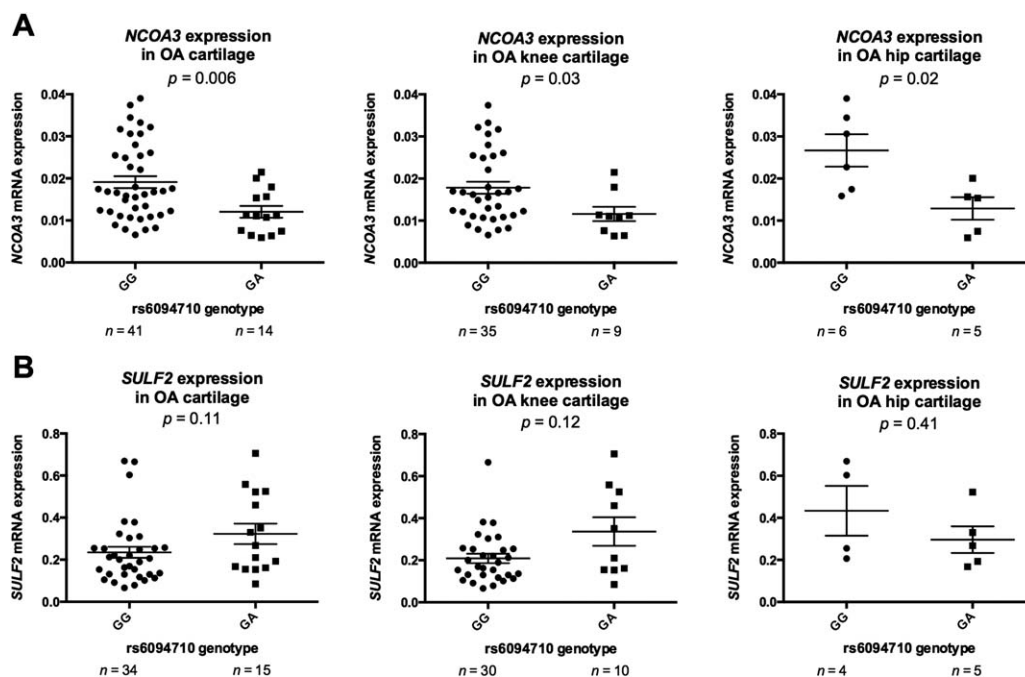 A
NCOA3 expression
in OA cartilage
p = 0.006
NCOA3 mRNA expression
0.04
0.03
0.02
0.01
0.00
GG
GA
rs6094710 genotype
n = 41
n = 14
NCOA3 expression
in OA knee cartilage
p = 0.03
NCOA3 mRNA expression
0.04
0.03
0.02
0.01
0.00
GG
GA
rs6094710 genotype
n = 35
n = 9
NCOA3 expression
in OA hip cartilage
p = 0.02
NCOA3 mRNA expression
0.04
0.03
0.02
0.01
0.00
GG
GA
rs6094710 genotype
n = 6
n = 5
B
SULF2 expression
in OA cartilage
p = 0.11
SULF2 mRNA expression
0.8
0.6
0.4
0.2
0.0
GG
GA
rs6094710 genotype
n = 34
n = 15
SULF2 expression
in OA knee cartilage
p = 0.12
SULF2 mRNA expression
0.8
0.6
0.4
0.2
0.0
GG
GA
rs6094710 genotype
n = 30
n = 10
SULF2 expression
in OA hip cartilage
p = 0.41
SULF2 mRNA expression
0.8
0.6
0.4
0.2
0.0
GG
GA
rs6094710 genotype
n = 4
n = 5